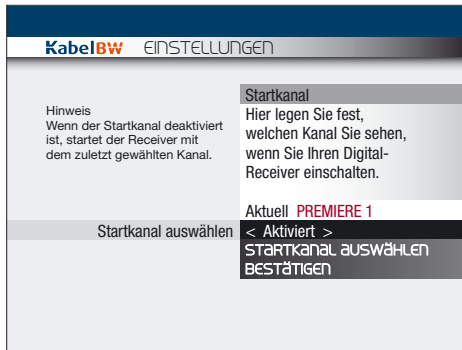 KabelBW EINSTELLUNGEN
Hinweis
Wenn der Startkanal deaktiviert
ist, startet der Receiver mit
dem zuletzt gewählten Kanal.
Startkanal
Hier legen Sie fest,
welchen Kanal Sie sehen,
wenn Sie Ihren Digital-
Receiver einschalten.
Aktuell PREMIERE 1
Startkanal auswählen < Aktiviert >
STARTKANAL AUSWÄHLEN
BESTÄTIGEN